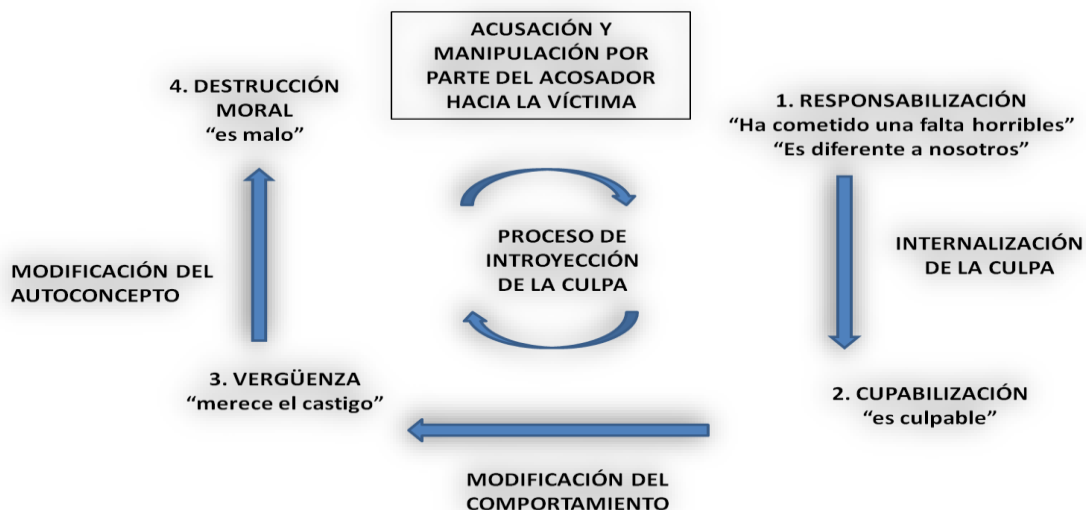 ACUSACIÓN Y
MANIPULACIÓN POR
PARTE DEL ACOSADOR
HACIA LA VÍCTIMA
1. RESPONSABILIZACIÓN
“Ha cometido una falta horribles”
“Es diferente a nosotros”
INTERNALIZACIÓN
DE LA CULPA
2. CUPABILIZACIÓN
“es culpable”
MODIFICACIÓN DEL
COMPORTAMIENTO
3. VERGÜENZA
“merece el castigo”
MODIFICACIÓN DEL
AUTOCONCEPTO
4. DESTRUCCIÓN
MORAL
“es malo”
PROCESO DE
INTROYECCIÓN
DE LA CULPA